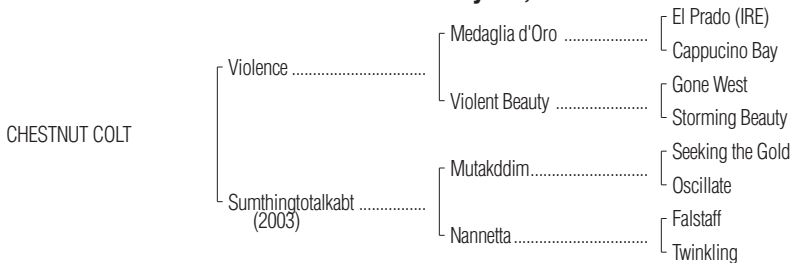 El Prado (IRE)
Medaglia d'Oro ....................
Cappucino Bay
Violence ................................
Gone West
Violent Beauty ......................
Storming Beauty
CHESTNUT COLT
Seeking the Gold
Mutakddim............................
Oscillate
Sumthingtotalkabt ................
(2003)
Falstaff
Nannetta................................
Twinkling